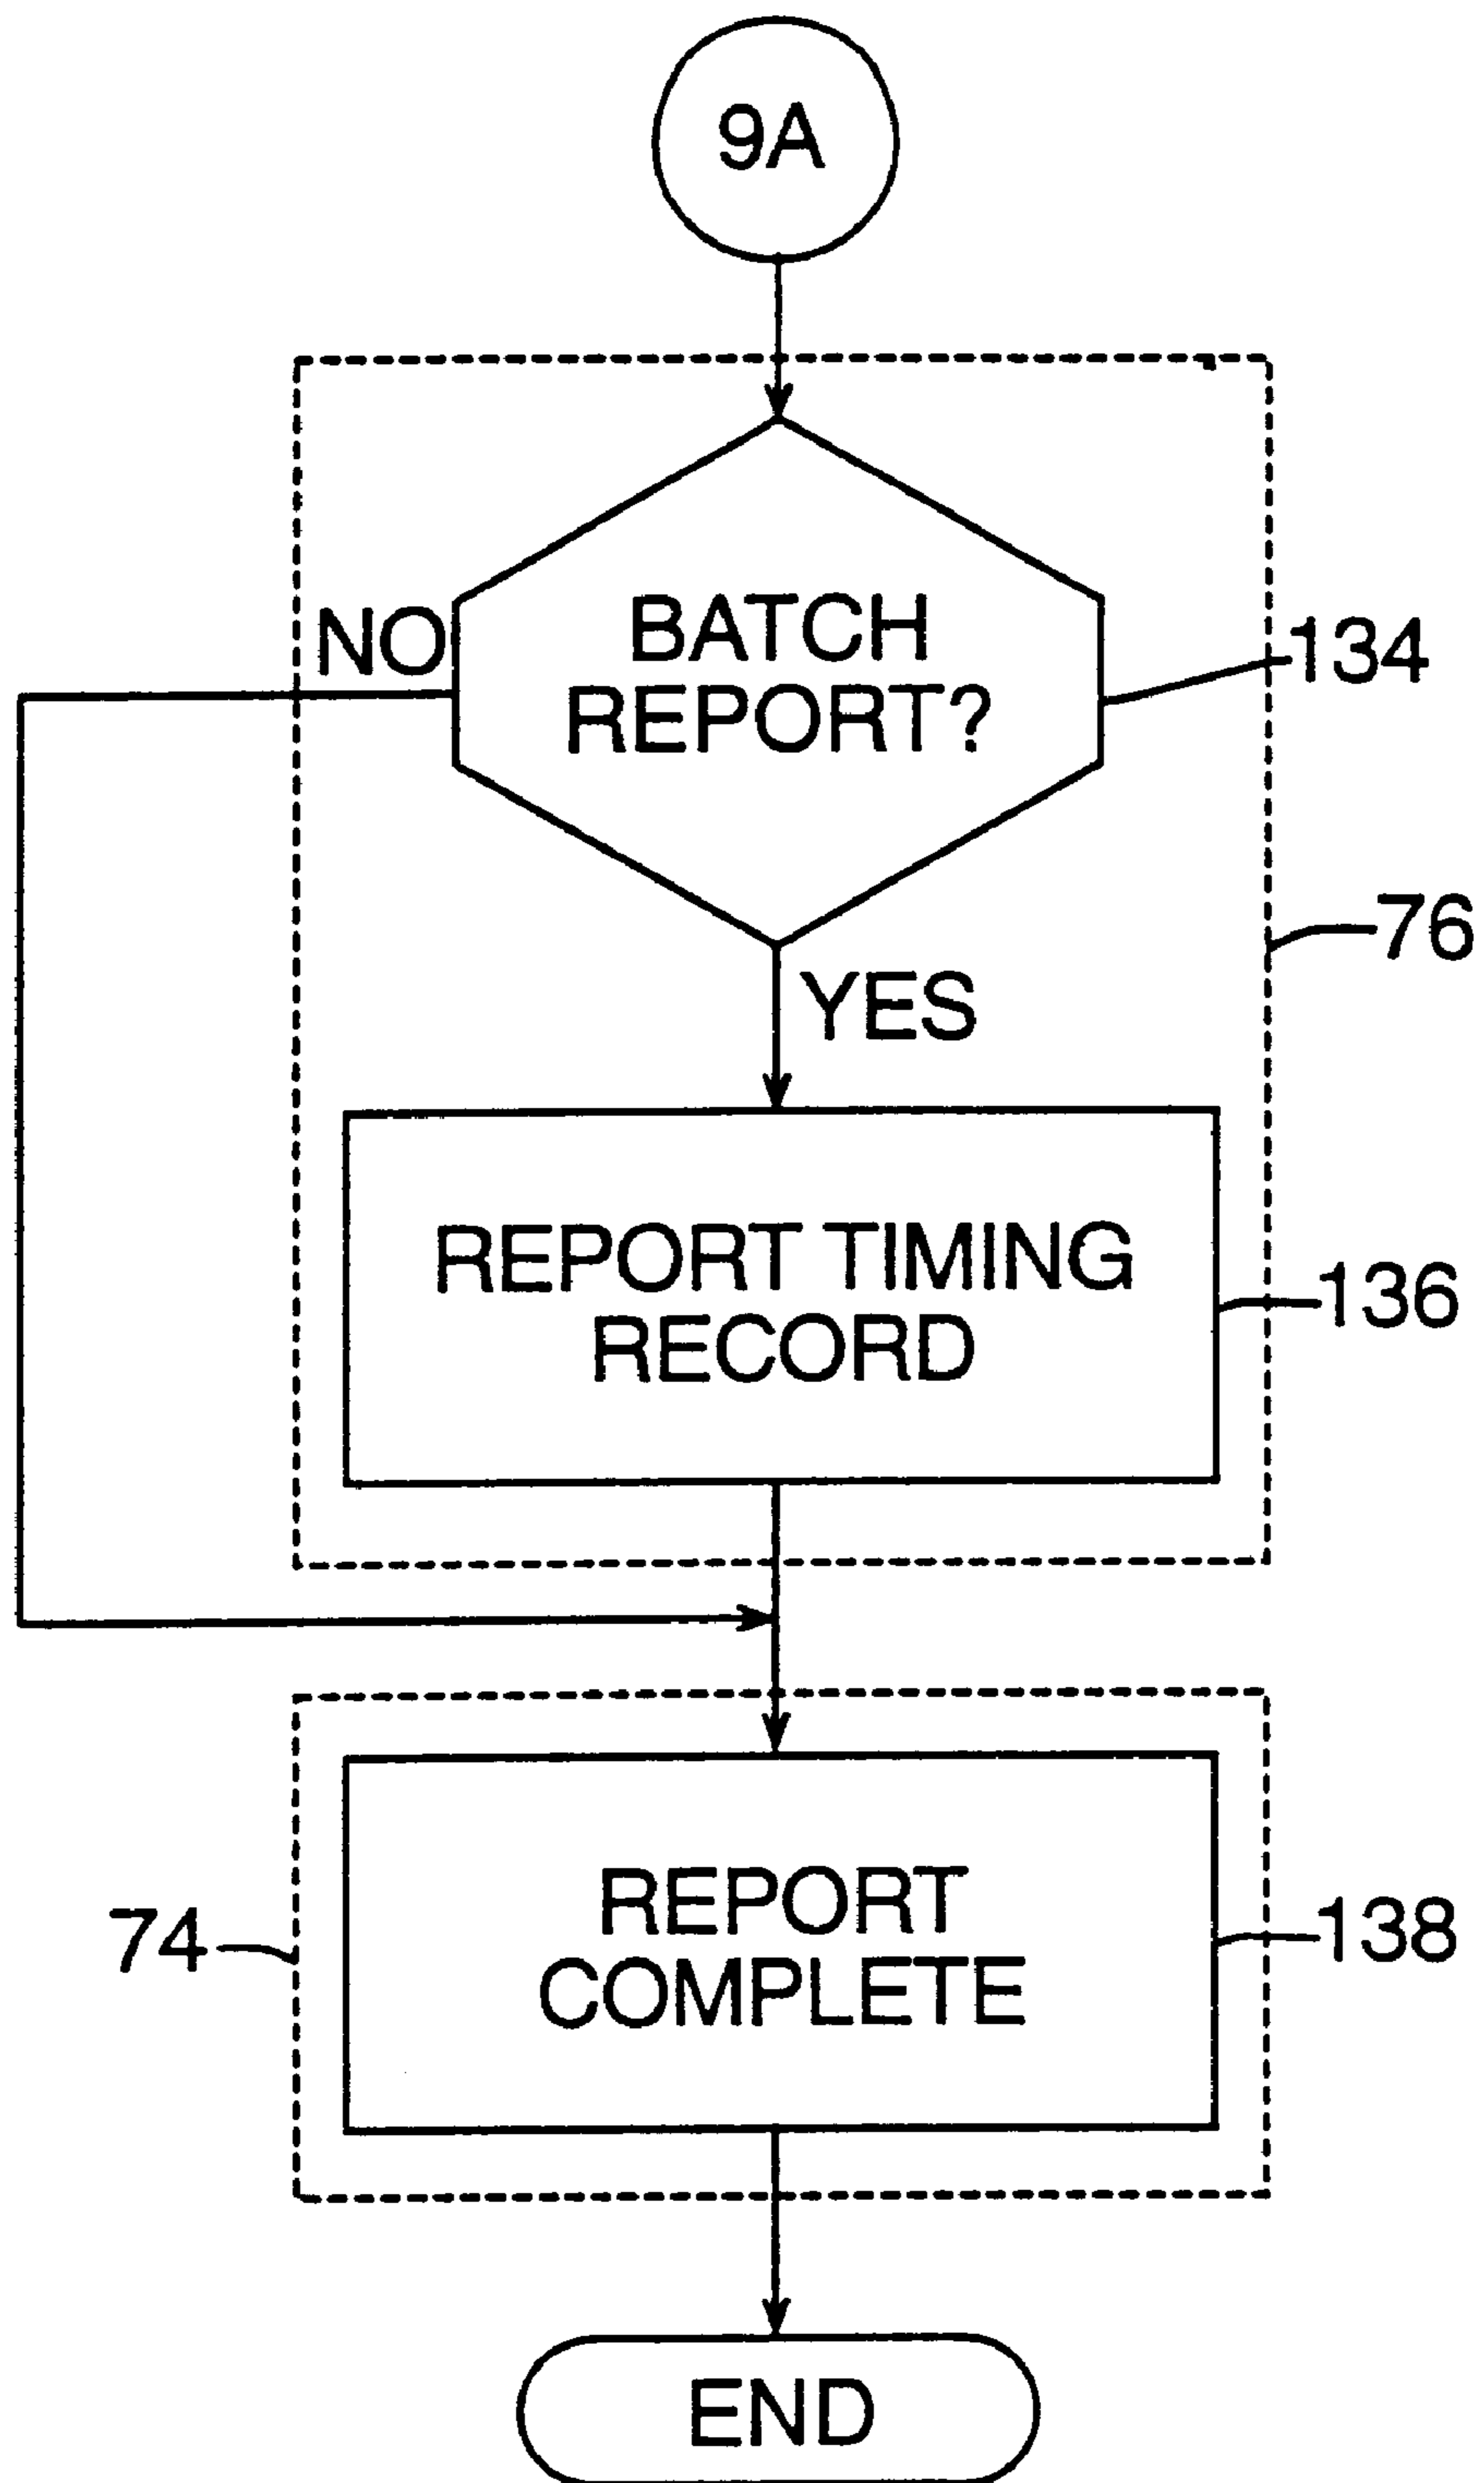 9A
NO
BATCH
REPORT?
134
76
YES
REPORT TIMING
RECORD
136
74
REPORT
COMPLETE
138
END